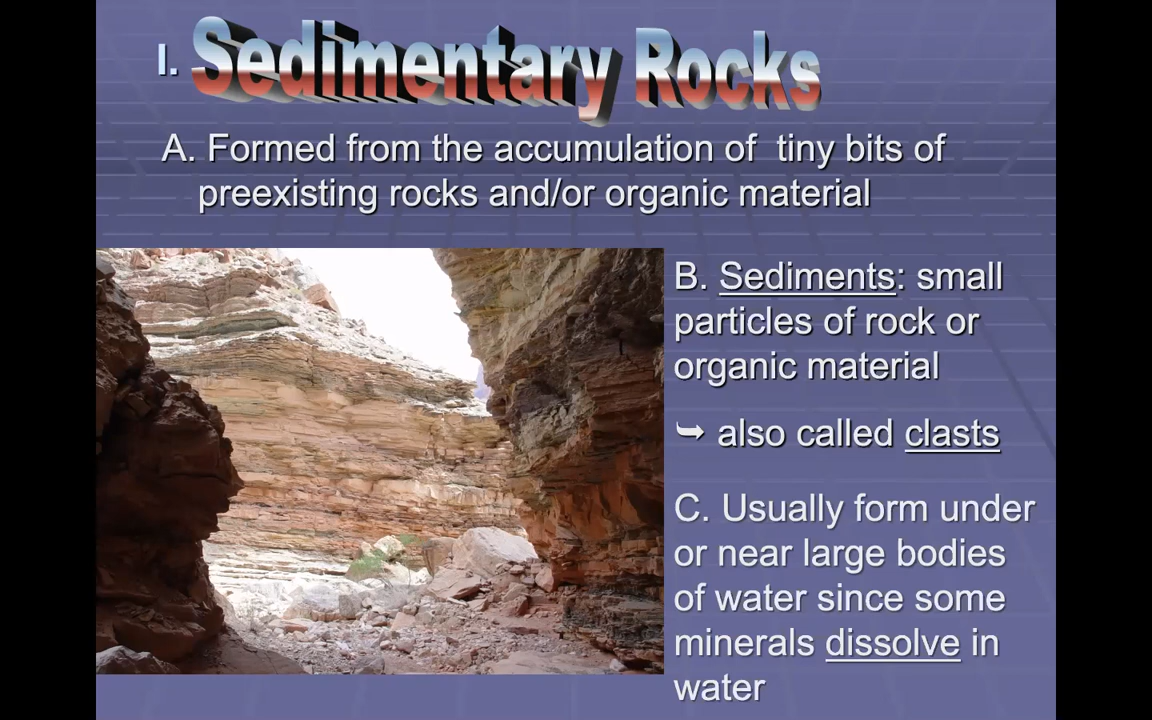 I. Sedimentary Rocks
A. Formed from the accumulation of  tiny bits of
preexisting rocks and/or organic material
B. Sediments: small
particles of rock or
organic material
➥ also called clasts
C. Usually form under
or near large bodies
of water since some
minerals dissolve in
water